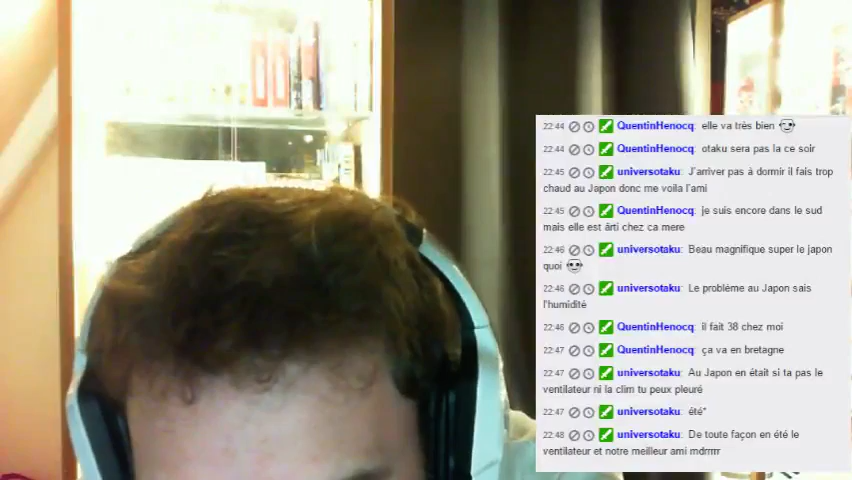 22:44 QuentinHenocq: elle va très bien
22:44 QuentinHenocq: otaku sera pas la ce soir
22:45 universotaku: J'arriver pas à dormir il fais trop
chaud au Japon donc me voila l'ami
22:45 QuentinHenocq: je suis encore dans le sud
mais elle est ârti chez ca mere
22:46 universotaku: Beau magnifique super le japon
quoi
22:46 universotaku: Le probléme au Japon sais
l'humidité
22:46 QuentinHenocq: il fait 38 chez moi
22:47 QuentinHenocq: ça va en bretagne
22:47 universotaku: Au Japon en était si ta pas le
ventilateur ni la clim tu peux pleuré
22:47 universotaku: été*
22:48 universotaku: De toute façon en été le
ventilateur et notre meilleur ami mdrrrrr